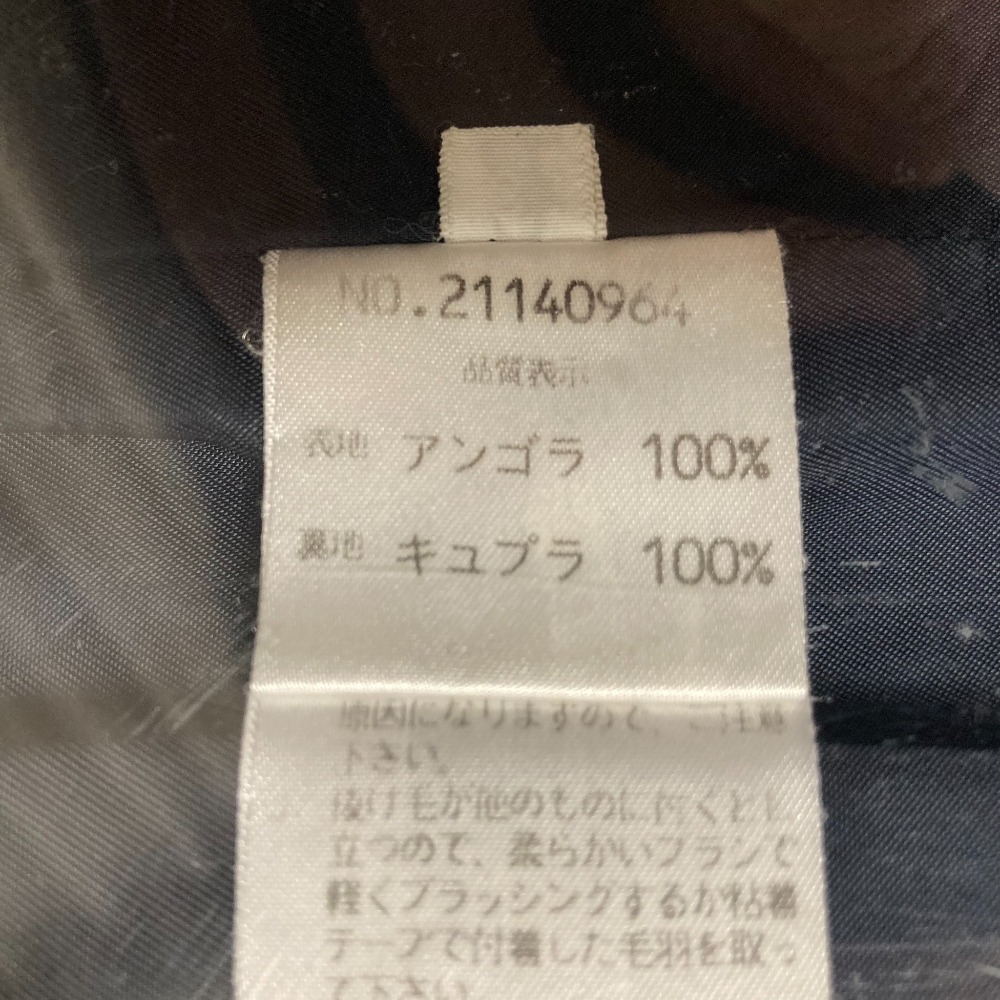 NO.21140964
品質表示
表地 アンゴラ 100%
裏地 キュプラ 100%
原因になりますので、ご注意
下さい。
抜け毛が他のものに付くと
立つので、柔らかいブラシで
軽くブラッシングするか粘着
テープで付着した毛羽を取っ
て下さい。